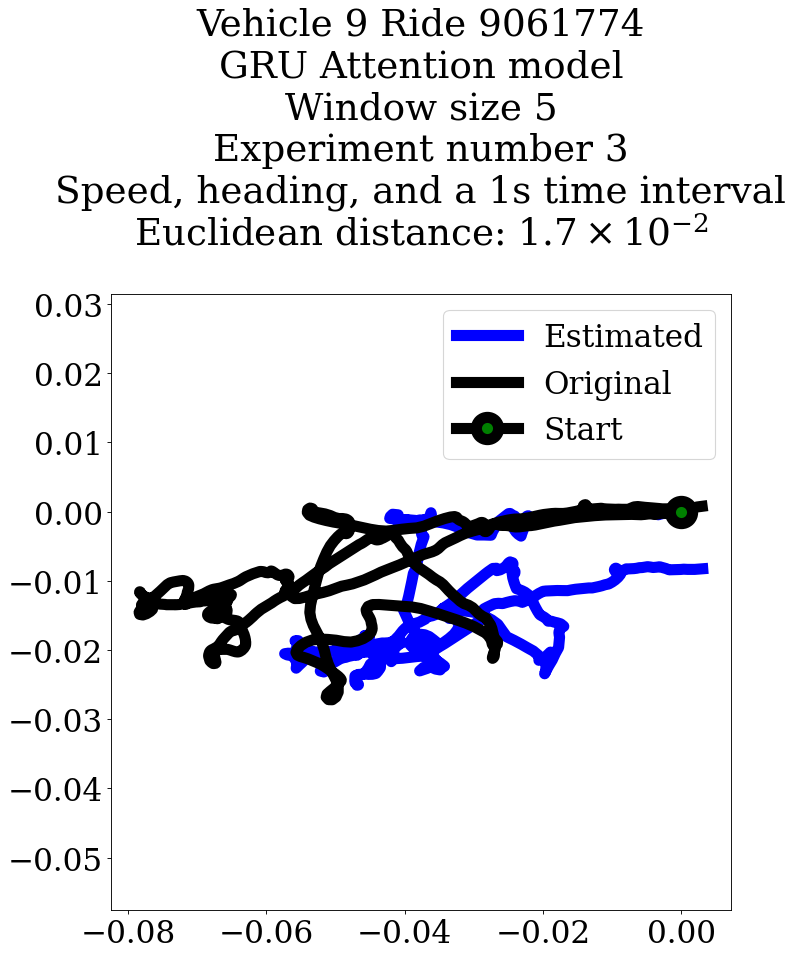 Vehicle 9 Ride 9061774
GRU Attention model
Window size 5
Experiment number 3
Speed, heading, and a 1s time interval
Euclidean distance: 1.7 × 10⁻²
Estimated
Original
Start
0.03
0.02
0.01
0.00
−0.01
−0.02
−0.03
−0.04
−0.05
−0.08
−0.06
−0.04
−0.02
0.00